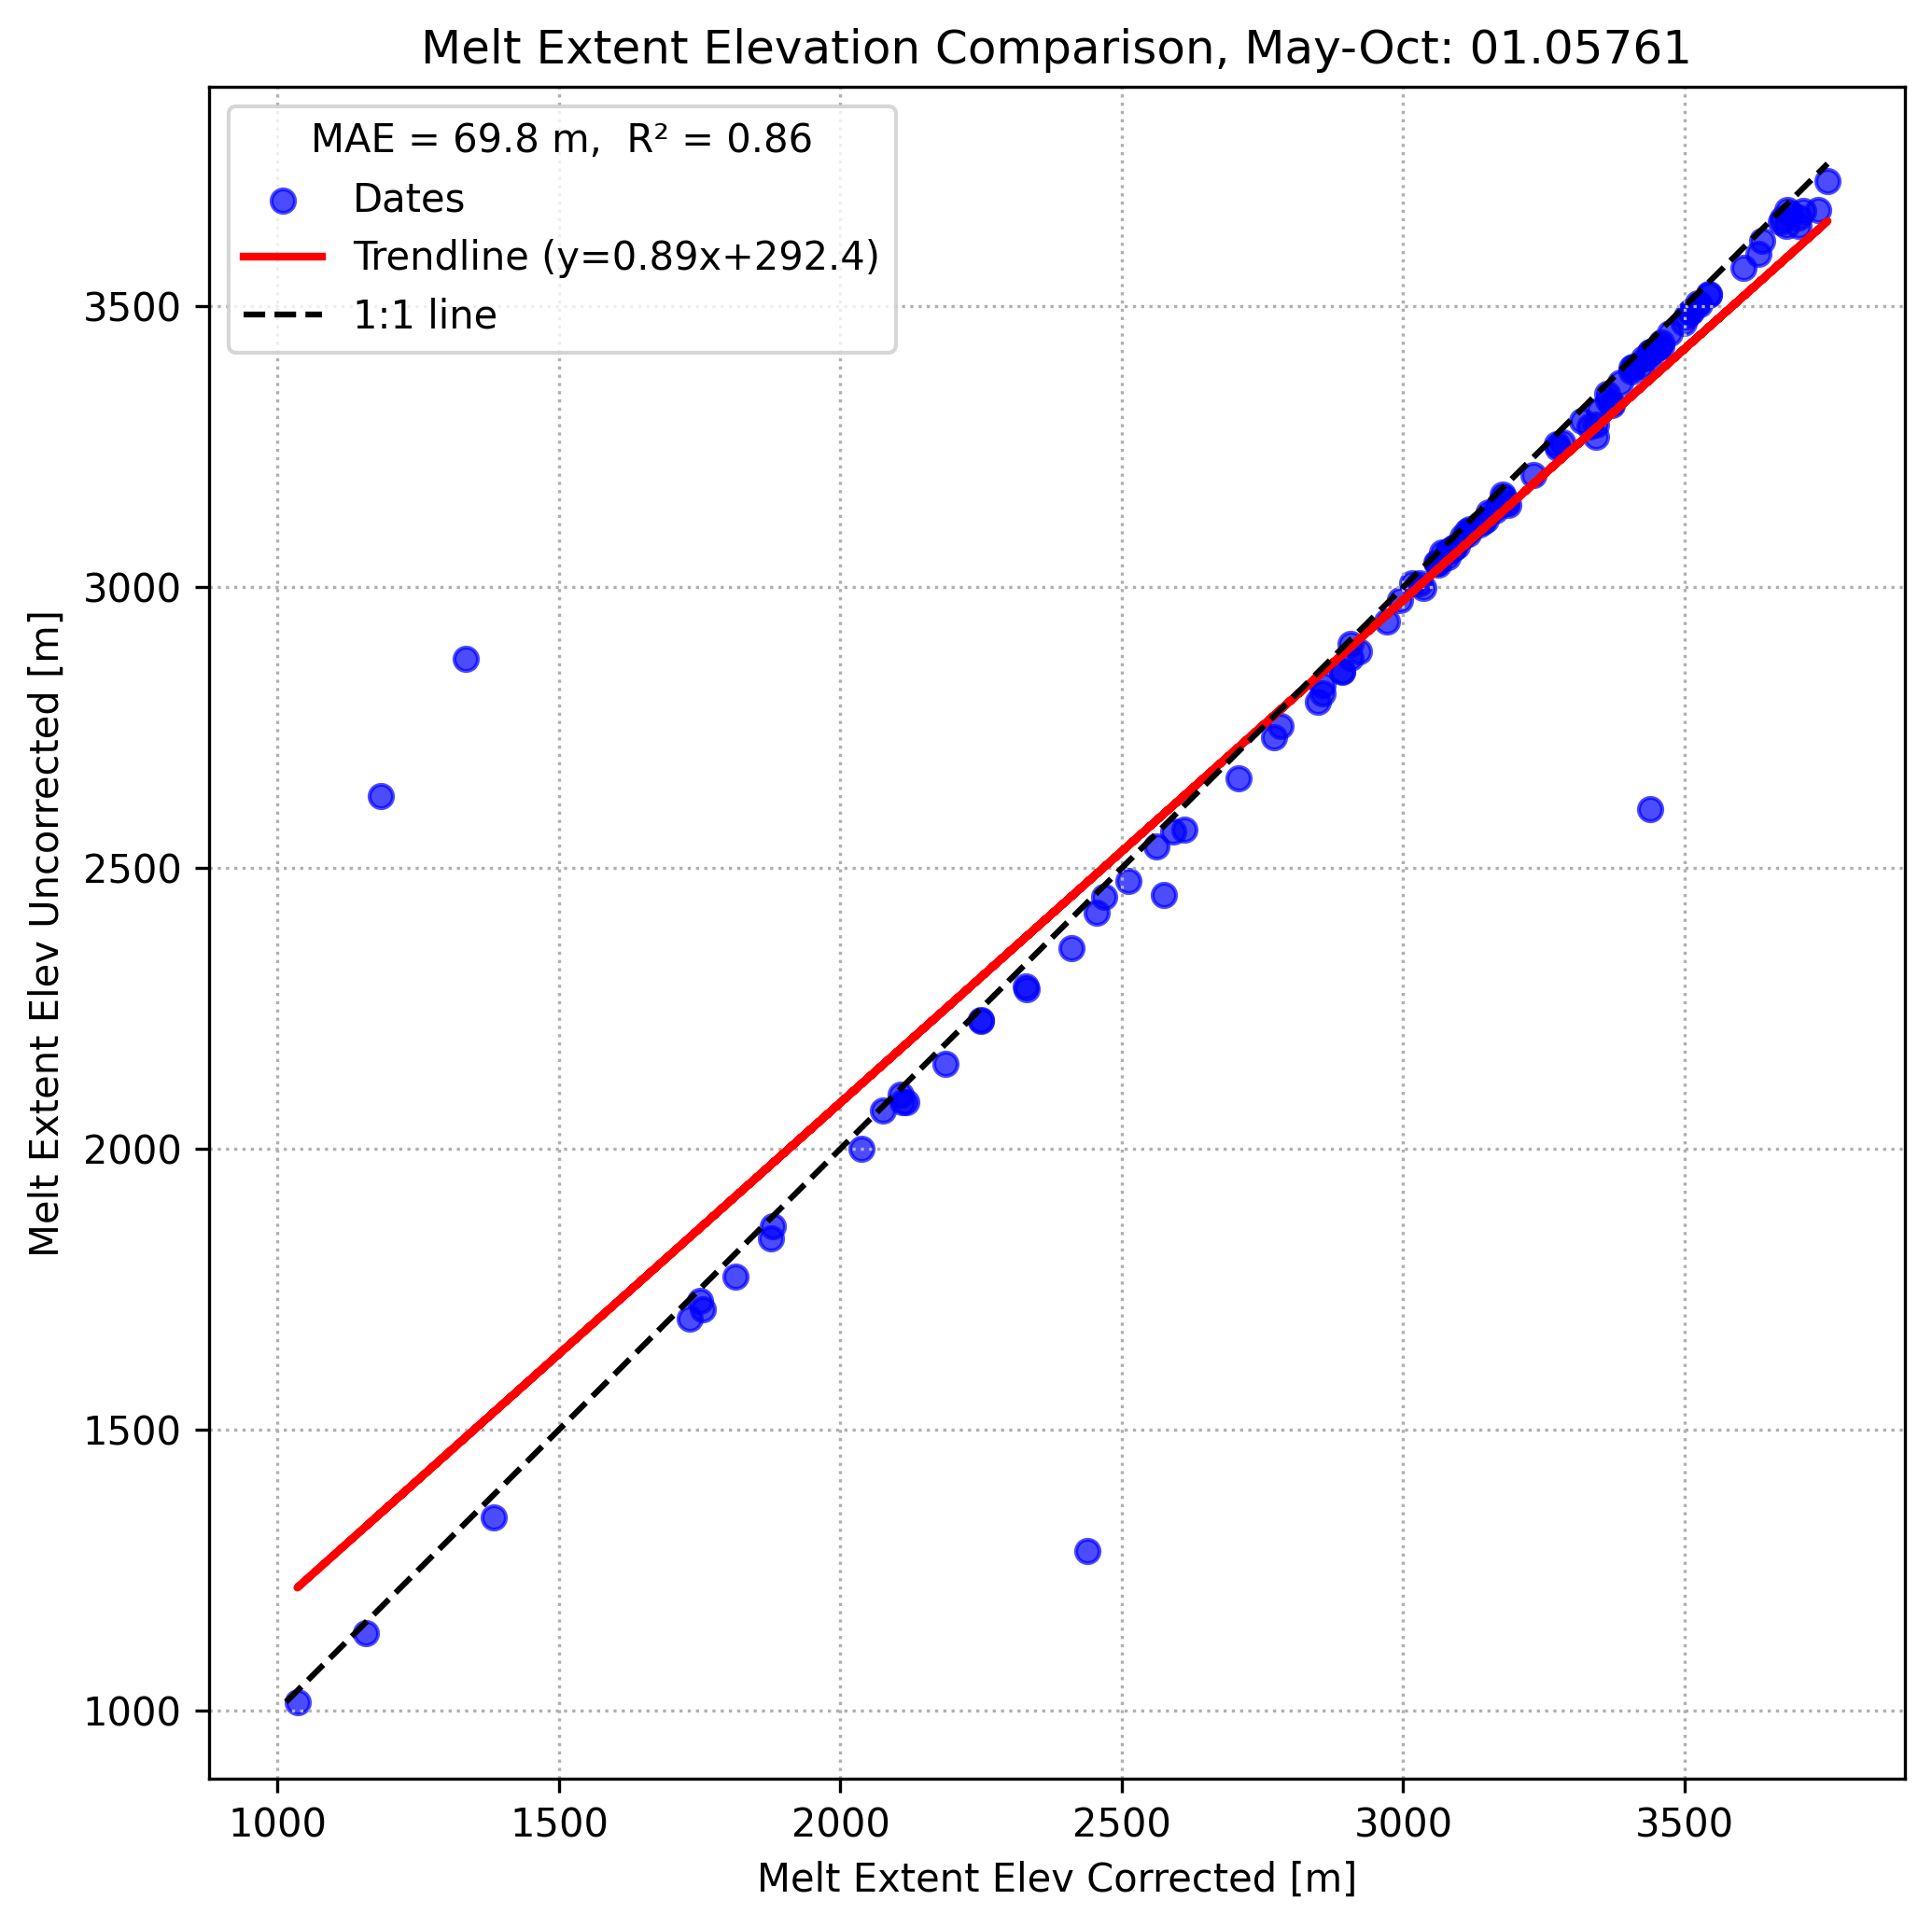 Melt Extent Elevation Comparison, May-Oct: 01.05761
MAE = 69.8 m,  R² = 0.86
Dates
Trendline (y=0.89x+292.4)
1:1 line
Melt Extent Elev Uncorrected [m]
3500
3000
2500
2000
1500
1000
1000 1500 2000 2500 3000 3500
Melt Extent Elev Corrected [m]